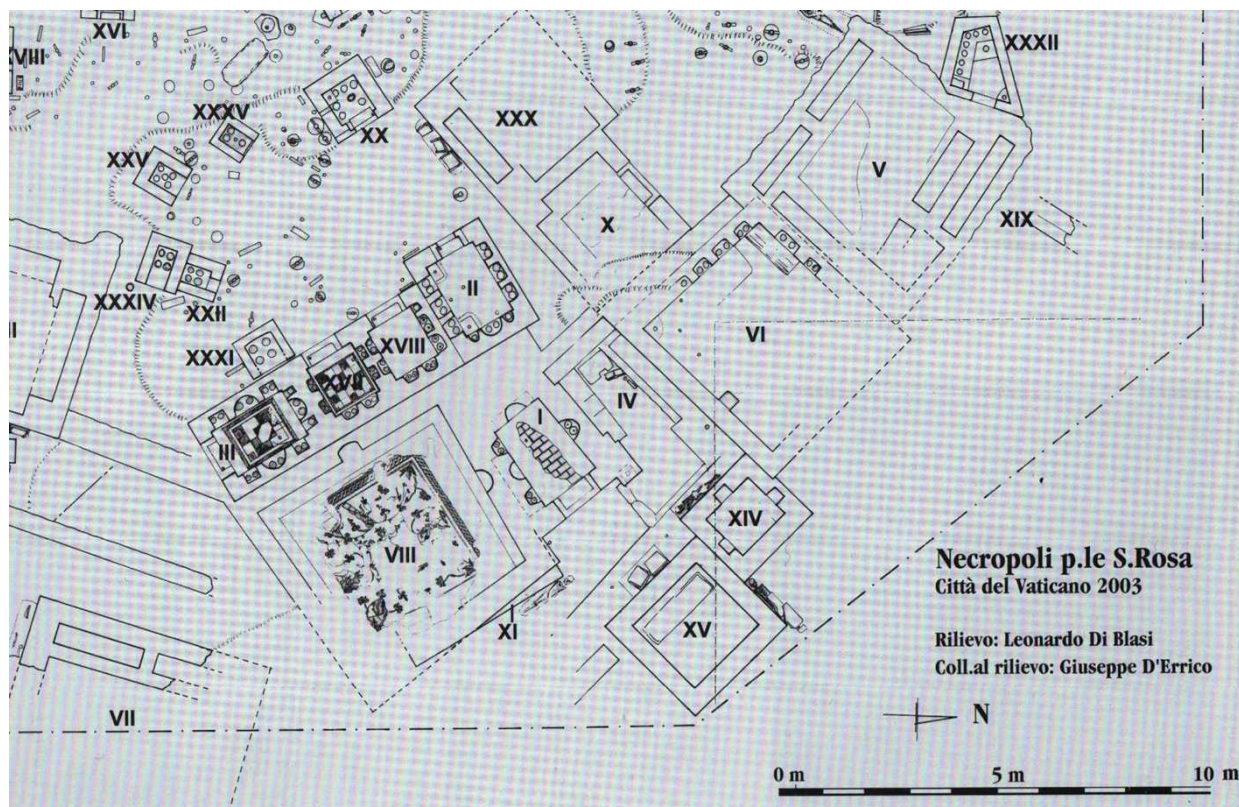 XVI
XVIII
XXXII
XXXV
XX
XXX
XXV
V
X
XIX
XXXIV
XXII
II
XVIII
VI
XXXI
XVII
IV
I
III
VIII
XIV
XI
XV
VII
Necropoli p.le S.Rosa
Città del Vaticano 2003
Rilievo: Leonardo Di Blasi
Coll.al rilievo: Giuseppe D'Errico
N
0 m 5 m 10 m